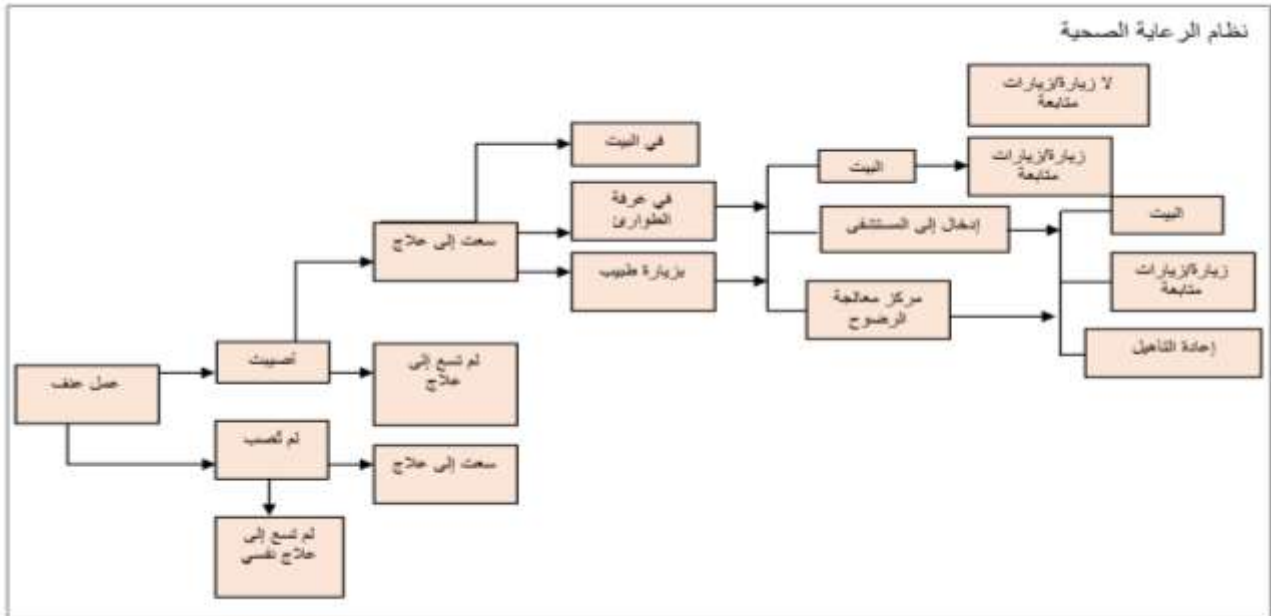 نظام الرعاية الصحية
لا زيارة/زيارات
متابعة
في البيت
البيت
زيارة/زيارات
متابعة
في غرفة
الطوارئ
سعت إلى علاج
إدخال إلى المستشفى
البيت
بزيارة طبيب
مركز معالجة
الرضوح
زيارة/زيارات
متابعة
أصيبت
لم تسع إلى
علاج
إعادة التأهيل
عمل عنف
لم تُصب
سعت إلى علاج
لم تسع إلى
علاج نفسي